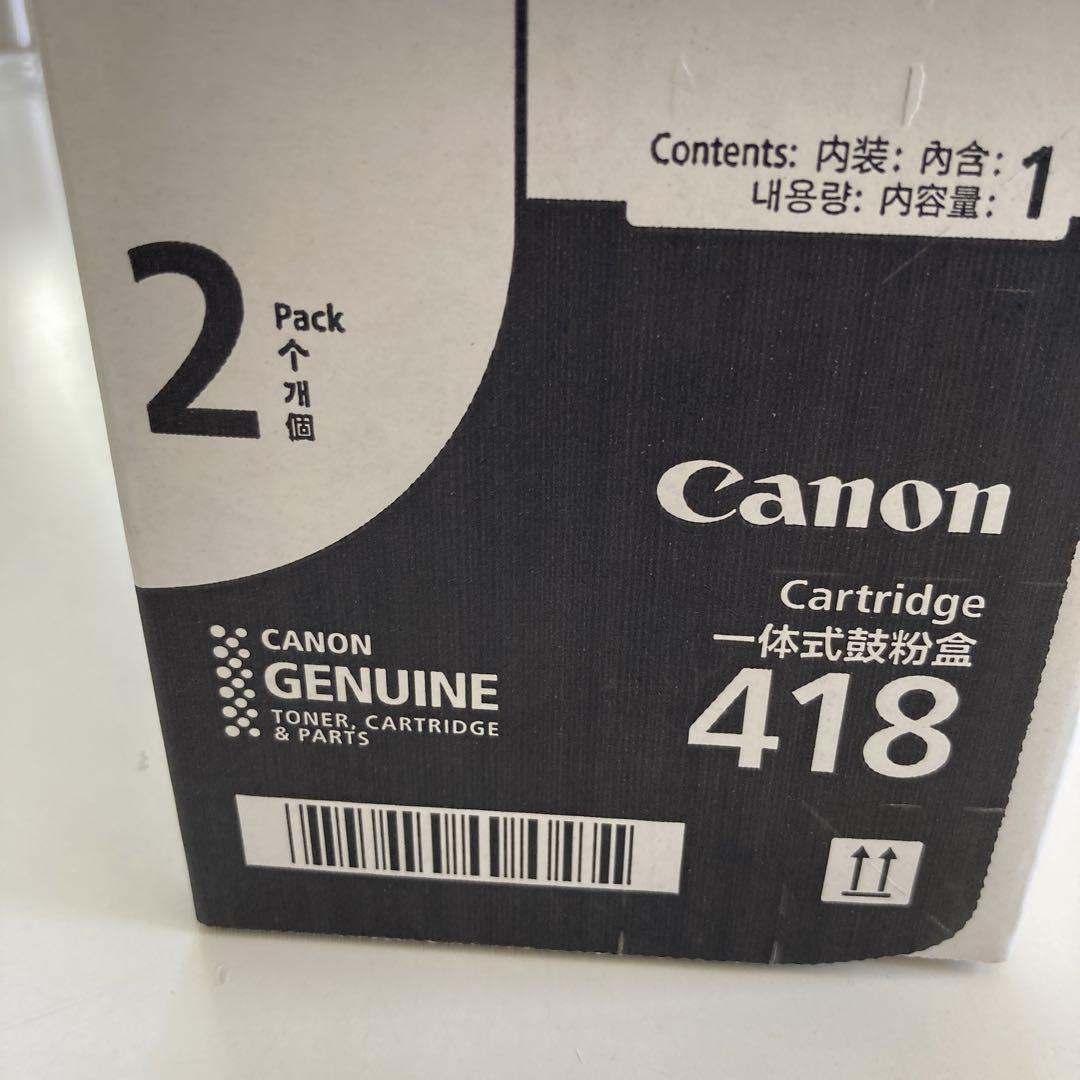 Contents: 内装: 內含: 1
내용량: 内容量:
2
Pack
个
개
個
Canon
Cartridge
一体式鼓粉盒
418
CANON
GENUINE
TONER, CARTRIDGE
& PARTS